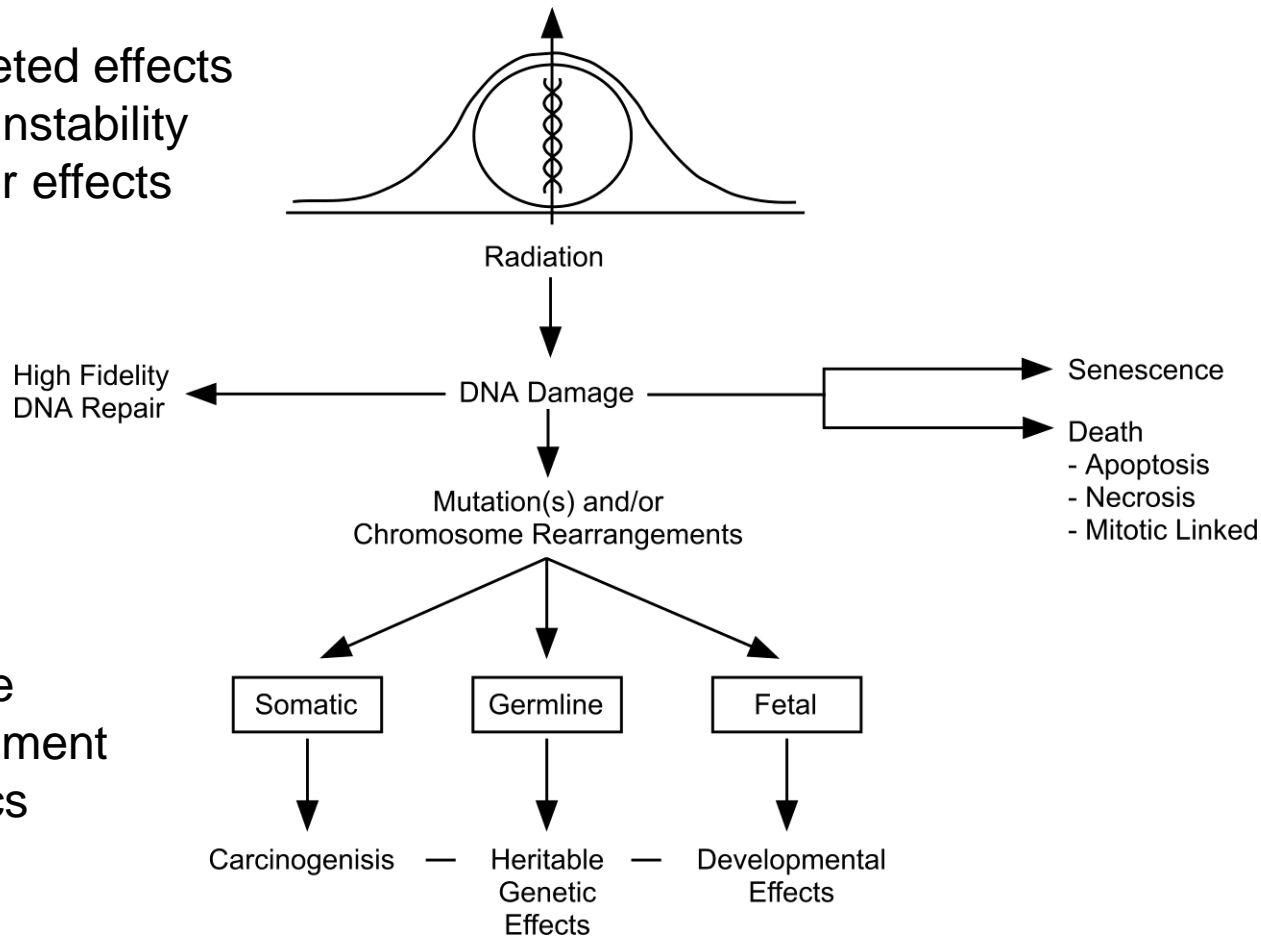 eted effects
nstability
r effects
Radiation
High Fidelity
DNA Repair
DNA Damage
Senescence
Death
- Apoptosis
- Necrosis
- Mitotic Linked
Mutation(s) and/or
Chromosome Rearrangements
e
ment
cs
Somatic
Germline
Fetal
Carcinogenisis — Heritable — Developmental
Genetic Effects
Effects